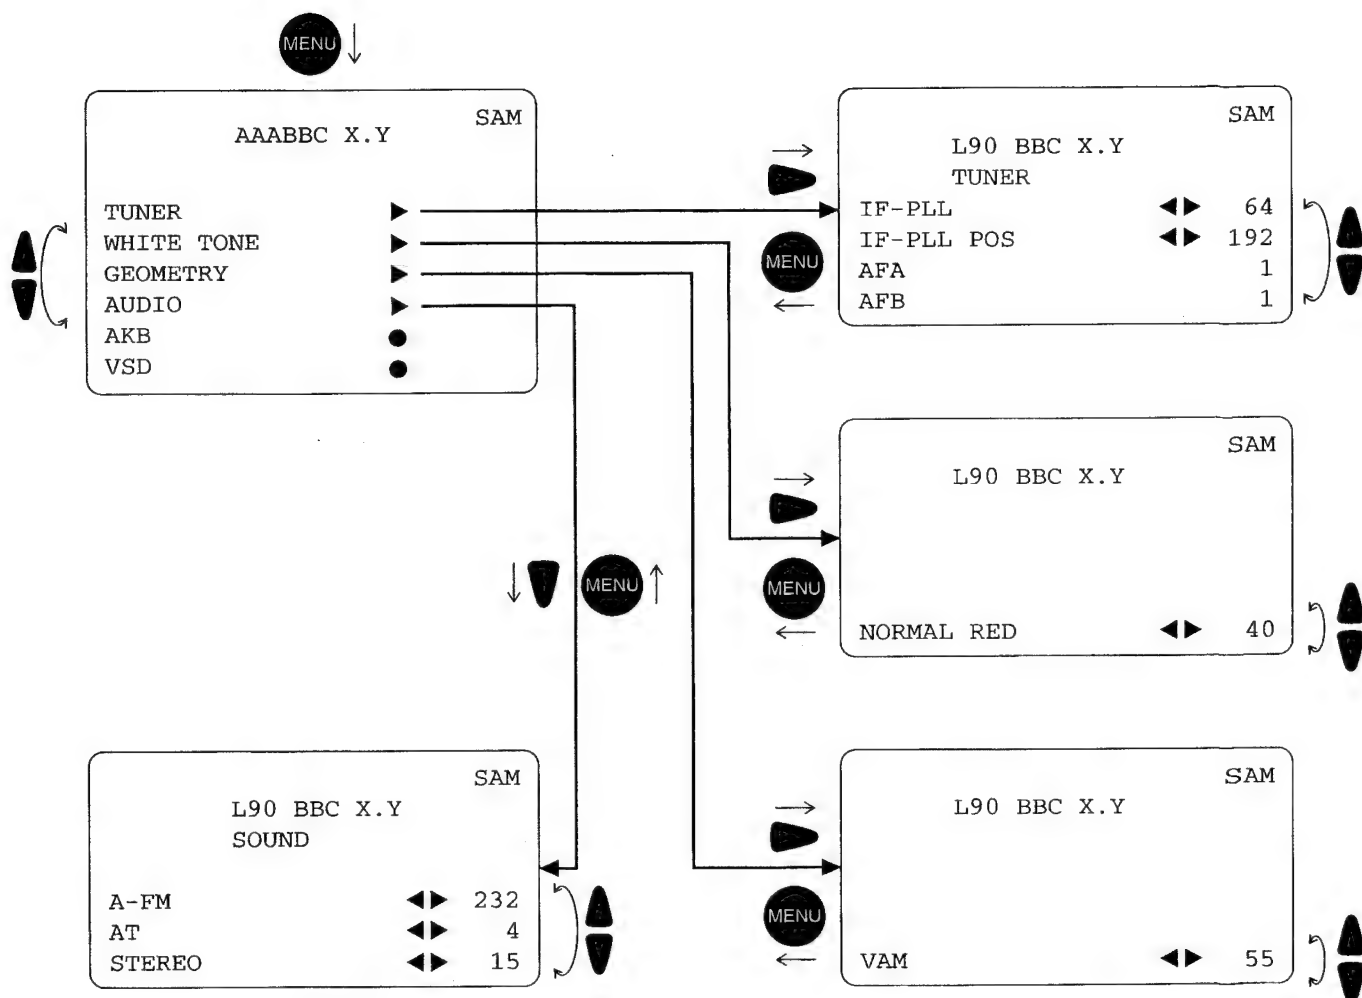 MENU
SAM
AAABBC X.Y
TUNER
WHITE TONE
GEOMETRY
AUDIO
AKB
VSD
SAM
L90 BBC X.Y
TUNER
IF-PLL 64
IF-PLL POS 192
AFA 1
AFB 1
MENU
SAM
L90 BBC X.Y
NORMAL RED 40
MENU
MENU
SAM
L90 BBC X.Y
SOUND
A-FM 232
AT 4
STEREO 15
SAM
L90 BBC X.Y
VAM 55
MENU